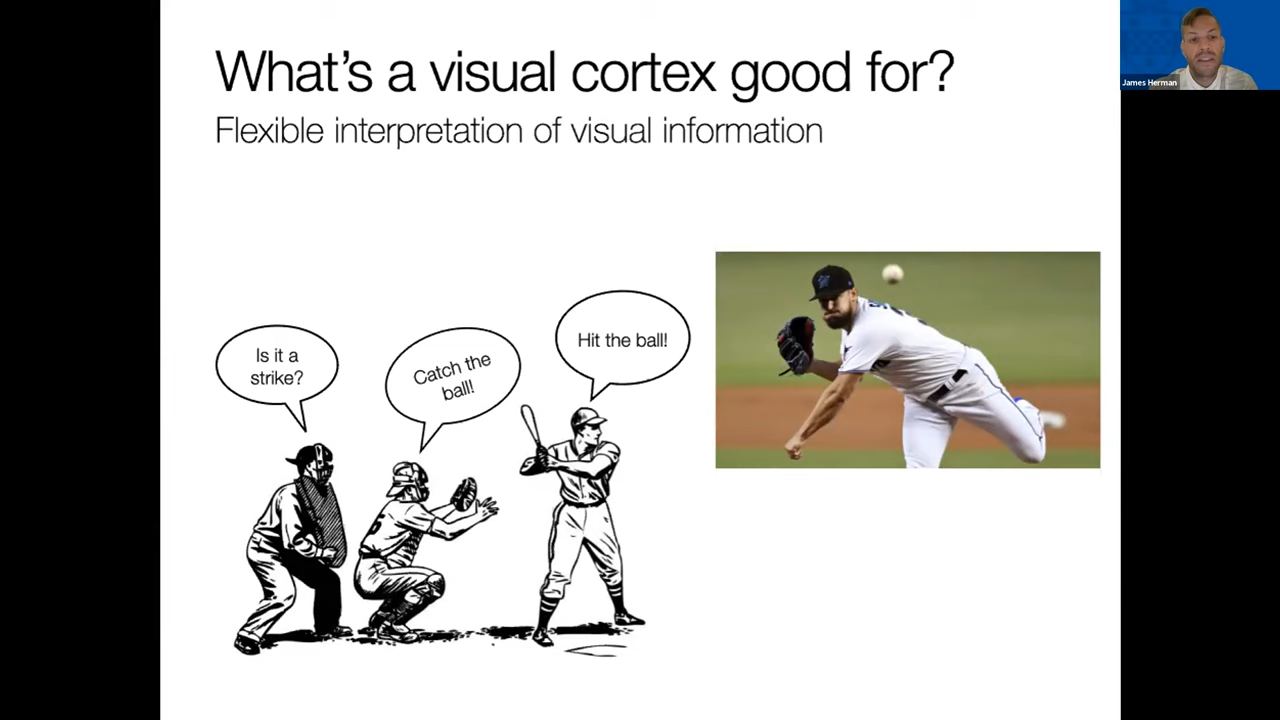 What's a visual cortex good for?
Flexible interpretation of visual information
James Herman
Is it a
strike?
Catch the
ball!
Hit the ball!